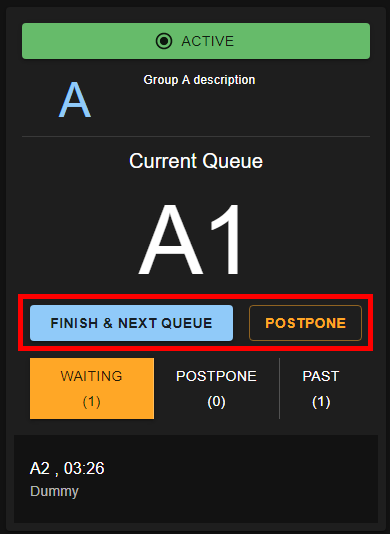 ACTIVE
A
Group A description
Current Queue
A1
FINISH & NEXT QUEUE
POSTPONE
WAITING
(1)
POSTPONE
(0)
PAST
(1)
A2 , 03:26
Dummy